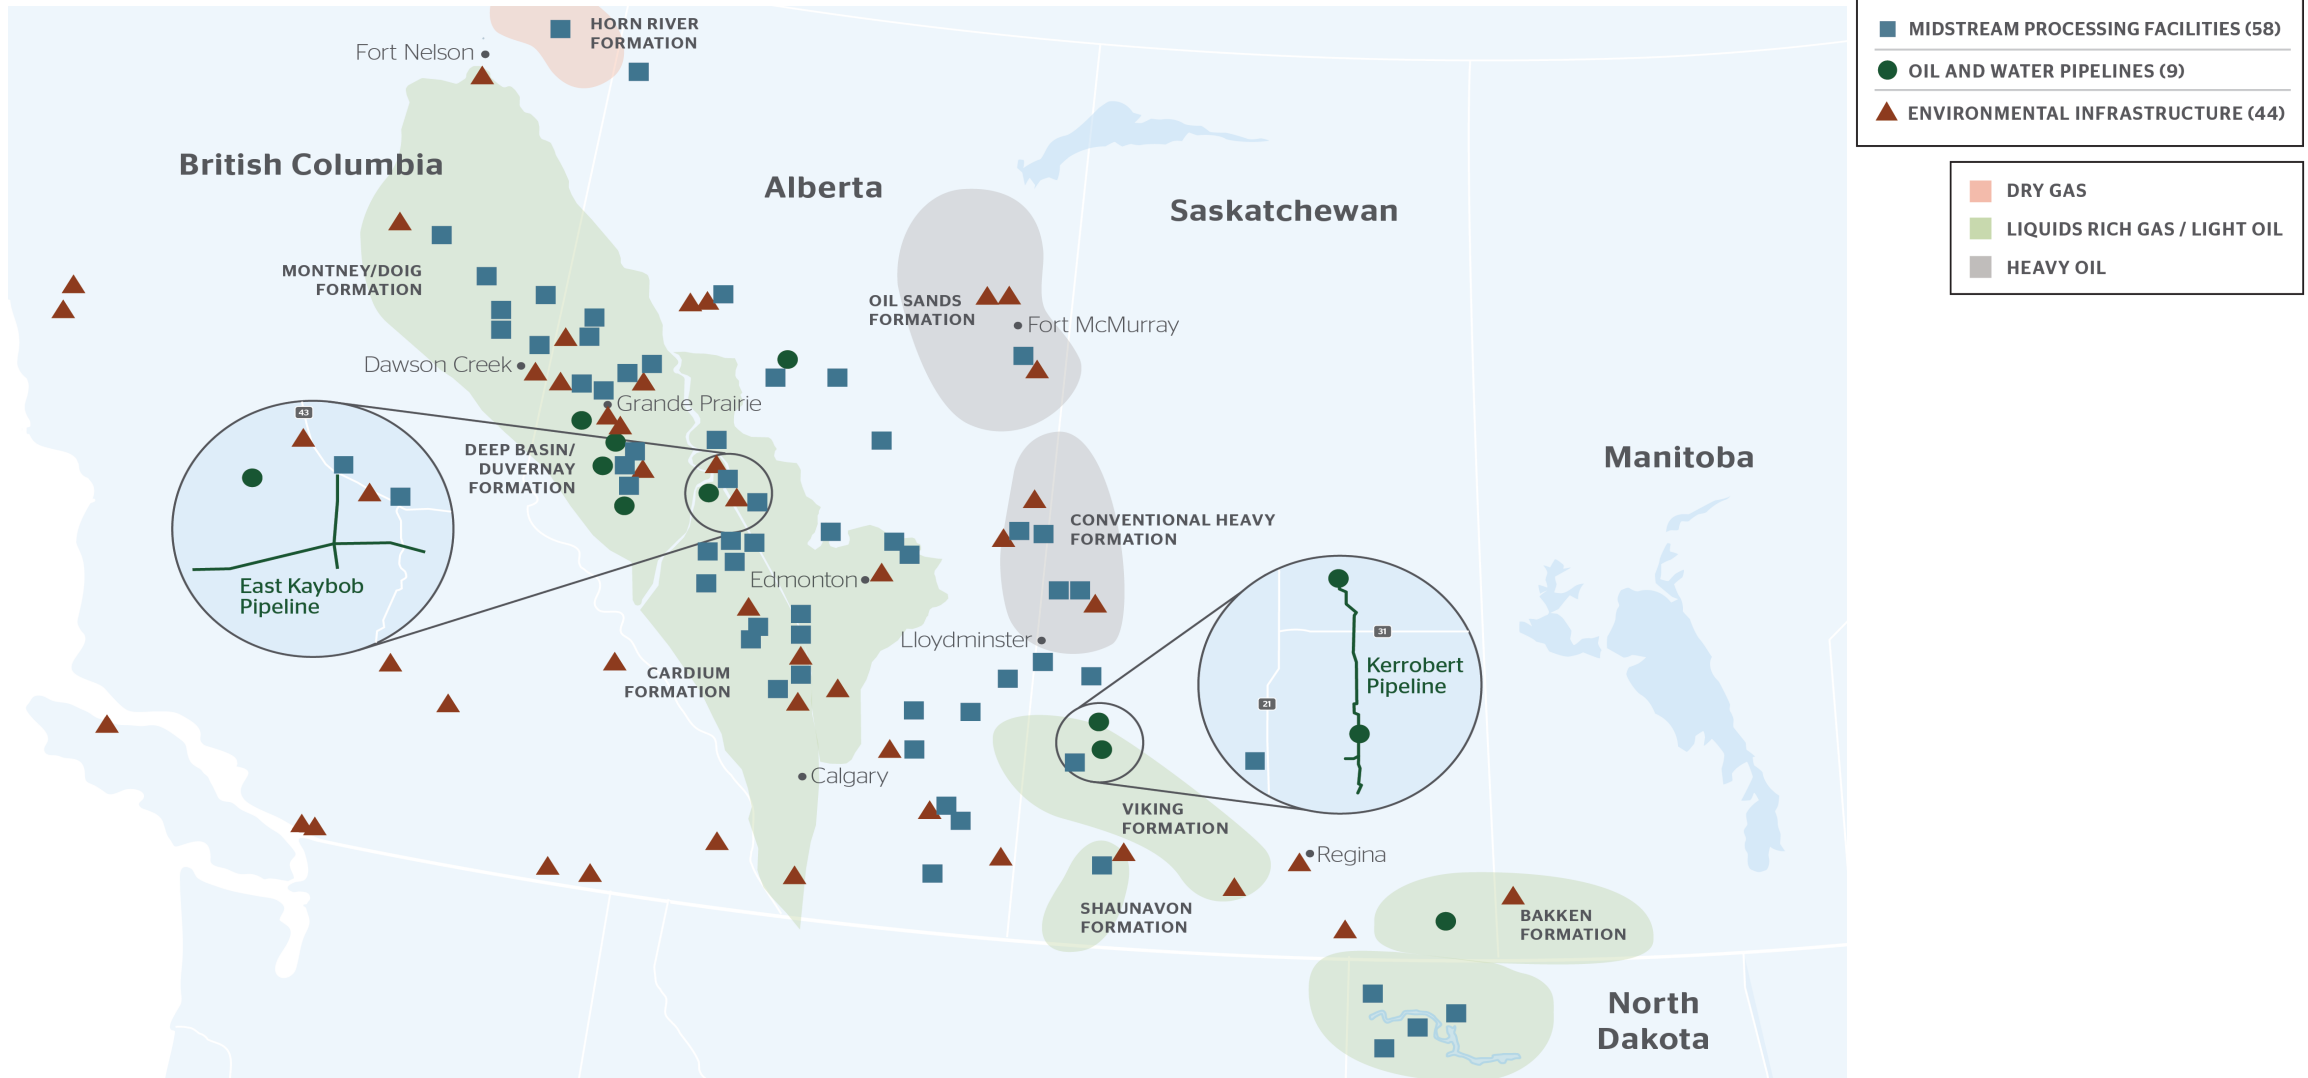 HORN RIVER
FORMATION
Fort Nelson
MIDSTREAM PROCESSING FACILITIES (58)
OIL AND WATER PIPELINES (9)
ENVIRONMENTAL INFRASTRUCTURE (44)
DRY GAS
LIQUIDS RICH GAS / LIGHT OIL
HEAVY OIL
British Columbia
Alberta
Saskatchewan
MONTNEY/DOIG
FORMATION
OIL SANDS
FORMATION
Fort McMurray
Dawson Creek
Grande Prairie
43
DEEP BASIN/
DUVERNAY
FORMATION
Manitoba
CONVENTIONAL HEAVY
FORMATION
East Kaybob
Pipeline
Edmonton
Lloydminster
31
Kerrobert
Pipeline
21
CARDIUM
FORMATION
Calgary
VIKING
FORMATION
Regina
SHAUNAVON
FORMATION
BAKKEN
FORMATION
North
Dakota